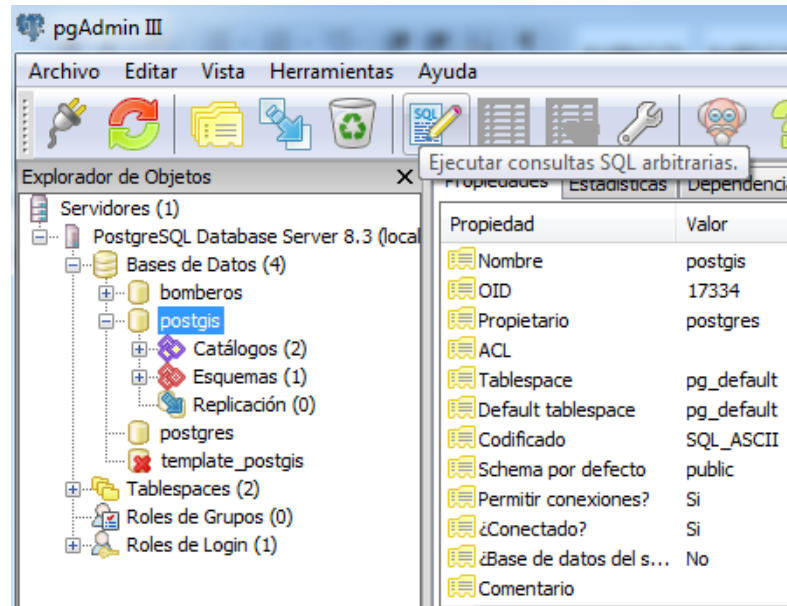 pgAdmin III
Archivo Editar Vista Herramientas Ayuda
SQL
Ejecutar consultas SQL arbitrarias.
Explorador de Objetos
Propiedades Estadísticas Dependenci
Servidores (1)
PostgreSQL Database Server 8.3 (local
Bases de Datos (4)
bomberos
postgis
Catálogos (2)
Esquemas (1)
Replicación (0)
postgres
template_postgis
Tablespaces (2)
Roles de Grupos (0)
Roles de Login (1)
Propiedad Valor
Nombre postgis
OID 17334
Propietario postgres
ACL
Tablespace pg_default
Default tablespace pg_default
Codificado SQL_ASCII
Schema por defecto public
Permitir conexiones? Si
¿Conectado? Si
¿Base de datos del s... No
Comentario